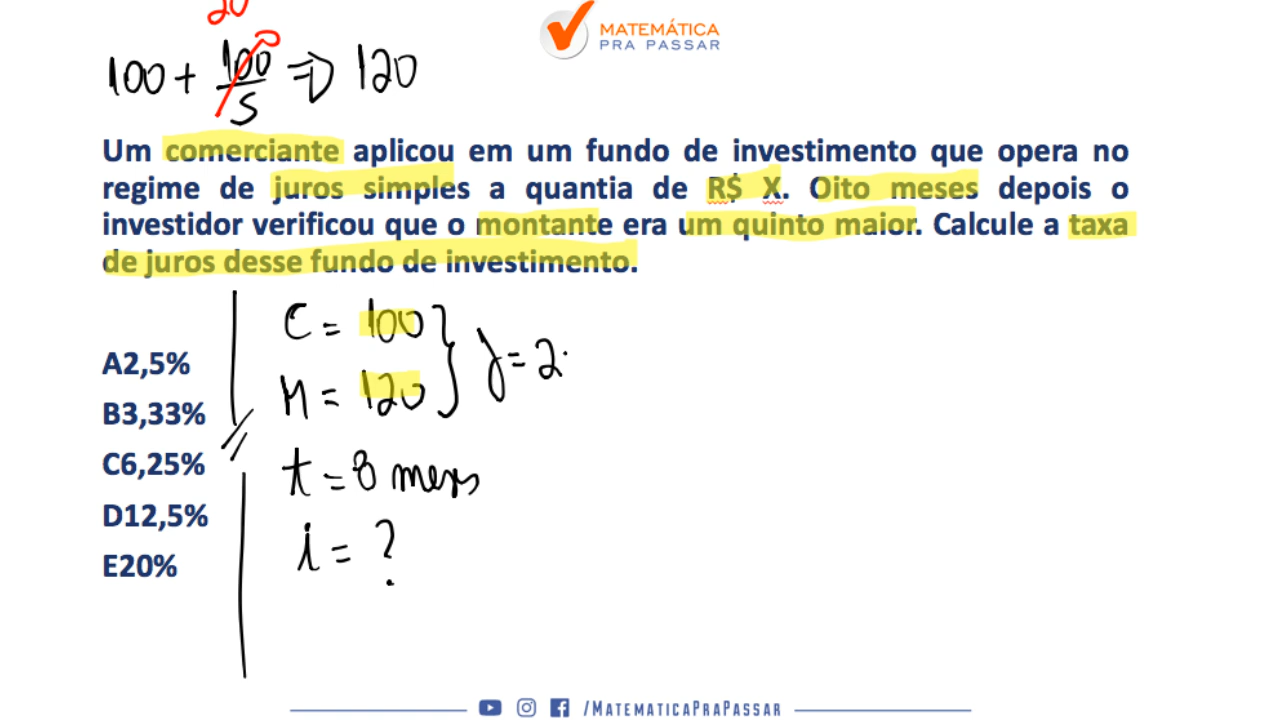 20
MATEMÁTICA
PRA PASSAR
100 + 100/5 ⇒ 120
Um comerciante aplicou em um fundo de investimento que opera no
regime de juros simples a quantia de R$ X. Oito meses depois o
investidor verificou que o montante era um quinto maior. Calcule a taxa
de juros desse fundo de investimento.
A2,5%
B3,33%
C6,25%
D12,5%
E20%
C = 100
M = 120
J = 2
t = 8 meses
i = ?
/MATEMATICAPRAPASSAR